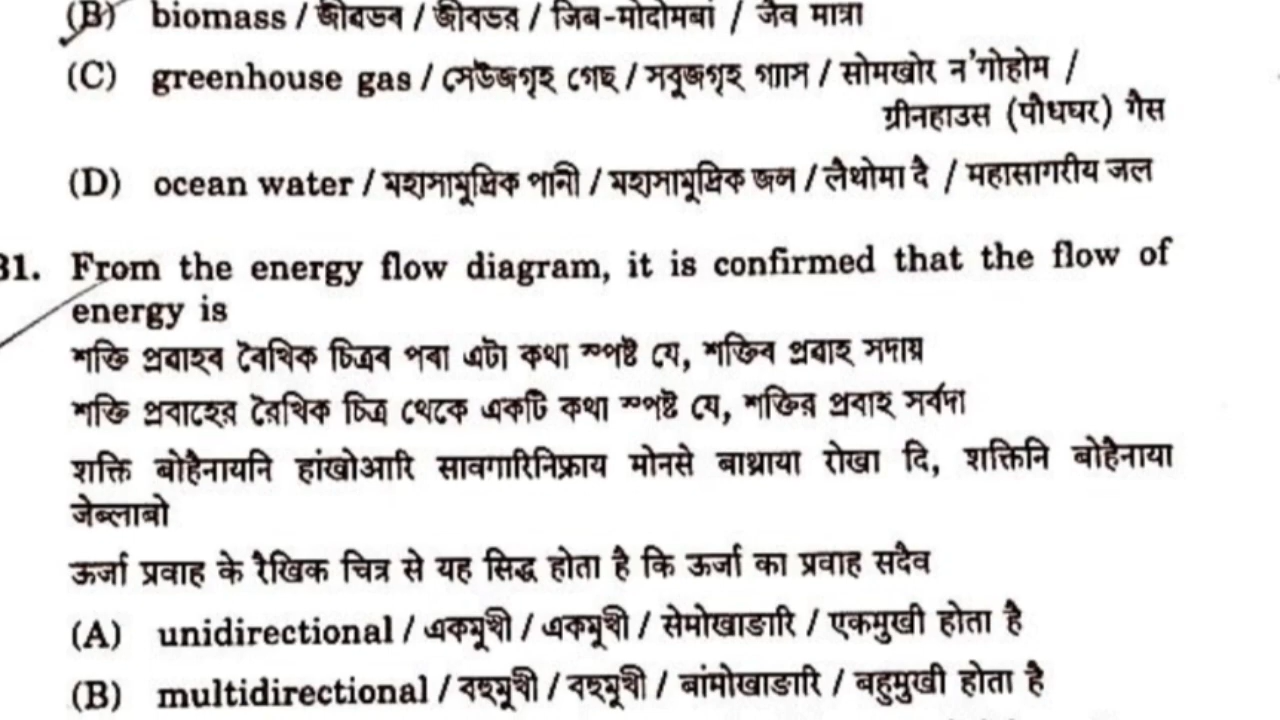 (B) biomass / জীৱভৰ / জীবভর / जिब-मोदोमबां / जैव मात्रा
(C) greenhouse gas / সেউজগৃহ গেছ / সবুজগৃহ গ্যাস / सोमखोर न'गोहोम /
ग्रीनहाउस (पौधघर) गैस
(D) ocean water / মহাসামুদ্ৰিক পানী / মহাসামুদ্রিক জল / लैथोमा दै / महासागरीय जल
31. From the energy flow diagram, it is confirmed that the flow of
energy is
শক্তি প্ৰবাহৰ ৰৈখিক চিত্ৰৰ পৰা এটা কথা স্পষ্ট যে, শক্তিৰ প্ৰবাহ সদায়
শক্তি প্রবাহের রৈখিক চিত্র থেকে একটি কথা স্পষ্ট যে, শক্তির প্রবাহ সর্বদা
शक्ति बोहैनायनि हांखोआरि सावगारिनिफ्राय मोनसे बाथ्राया रोखा दि, शक्तिनि बोहैनाया
जेब्लाबो
ऊर्जा प्रवाह के रैखिक चित्र से यह सिद्ध होता है कि ऊर्जा का प्रवाह सदैव
(A) unidirectional / একমুখী / একমুখী / सेमोखाङारि / एकमुखी होता है
(B) multidirectional / বহুমুখী / বহুমুখী / बांमोखाङारि / बहुमुखी होता है